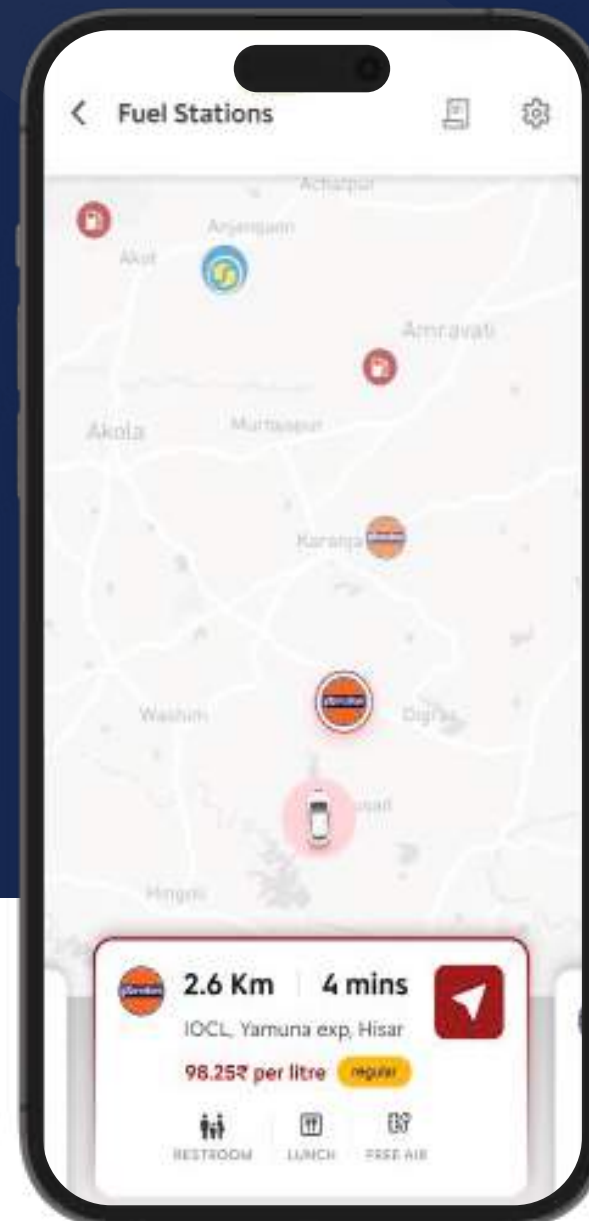 Fuel Stations
Achalpur
Anjangaon
Akot
Amravati
Akola
Murtajapur
Karanja
Washim
Digras
usad
Hingoli
2.6 Km | 4 mins
IOCL, Yamuna exp, Hisar
98.25₹ per litre regular
RESTROOM LUNCH FREE AIR